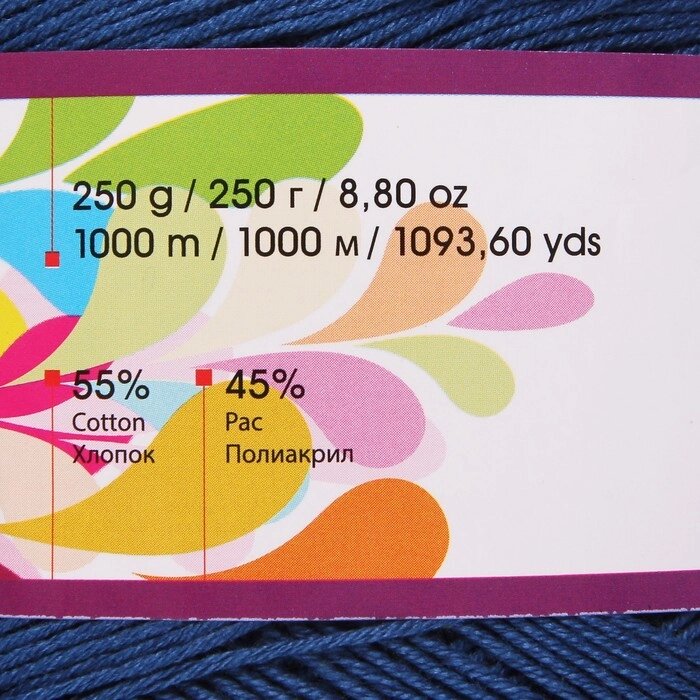 250 g / 250 г / 8,80 oz
1000 m / 1000 м / 1093,60 yds
55% 45%
Cotton Pac
Хлопок Полиакрил